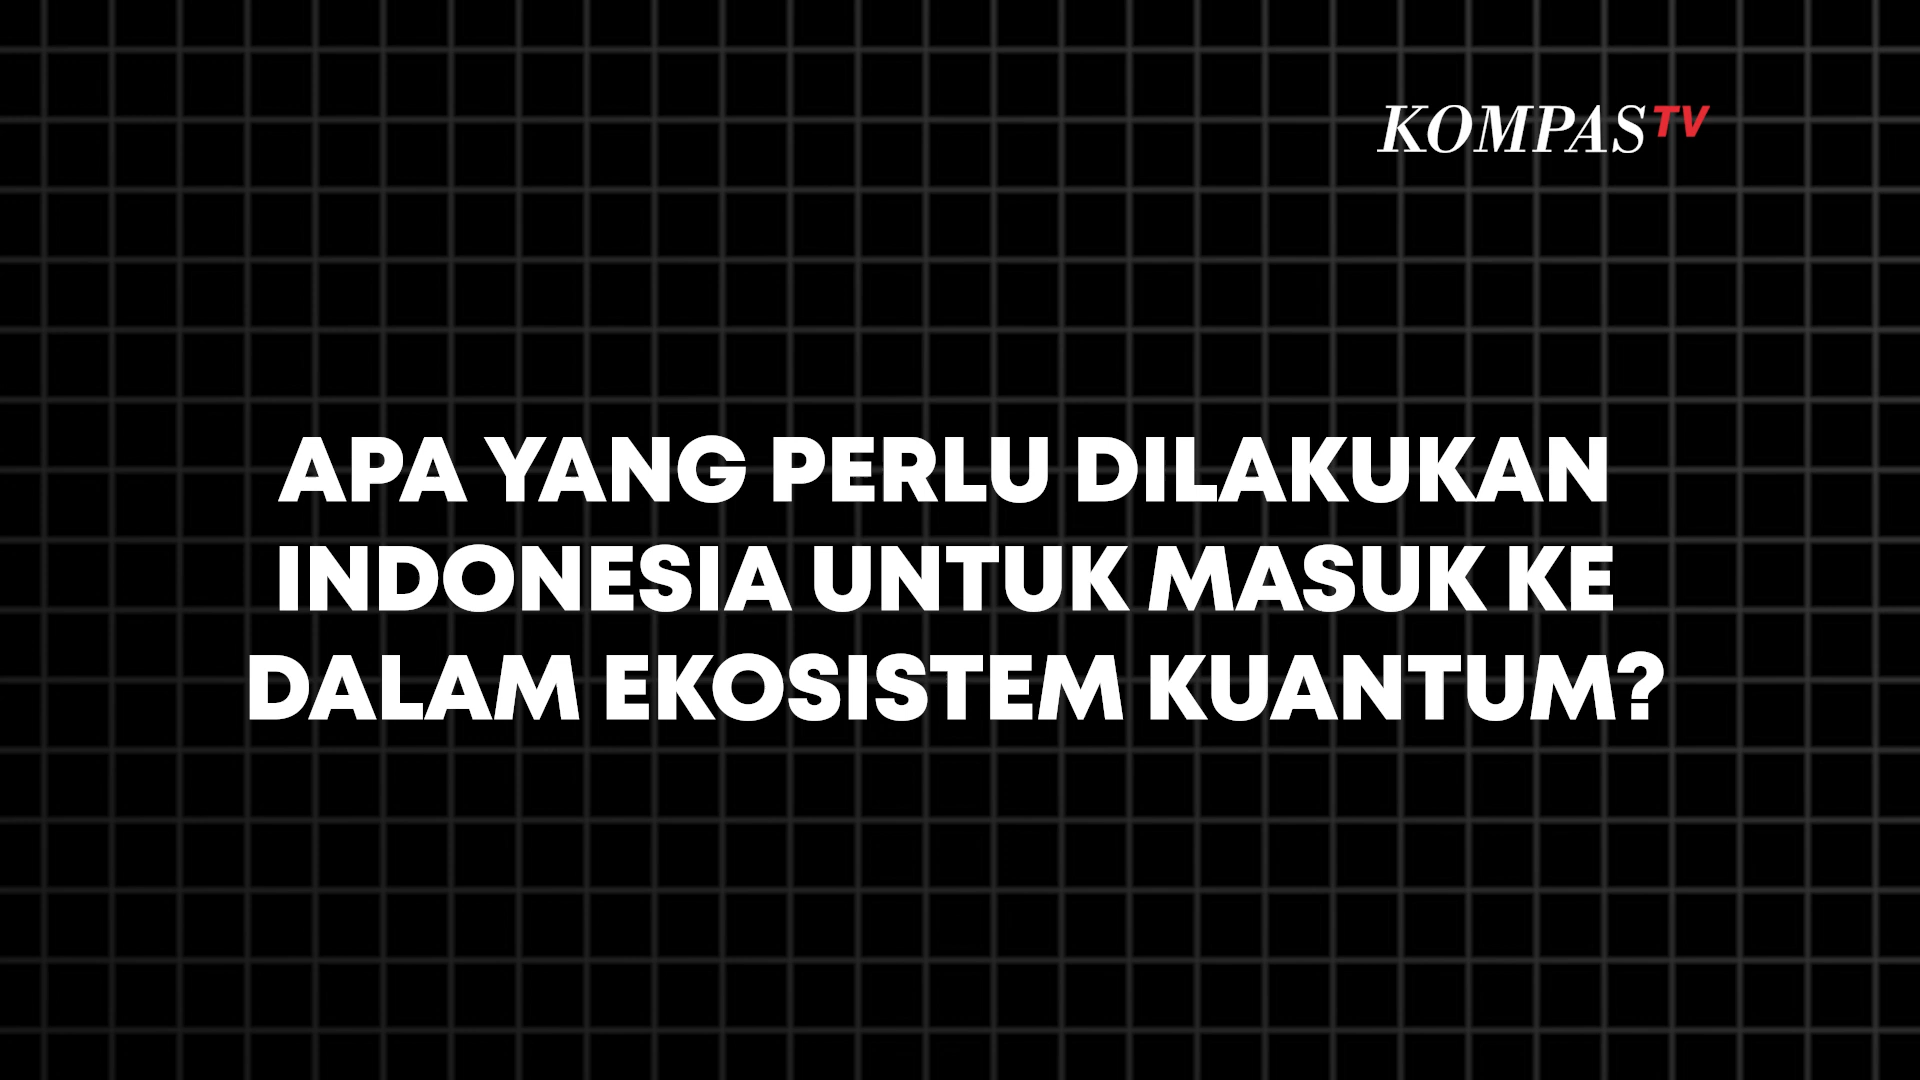 KOMPASTV
APA YANG PERLU DILAKUKAN
INDONESIA UNTUK MASUK KE
DALAM EKOSISTEM KUANTUM?